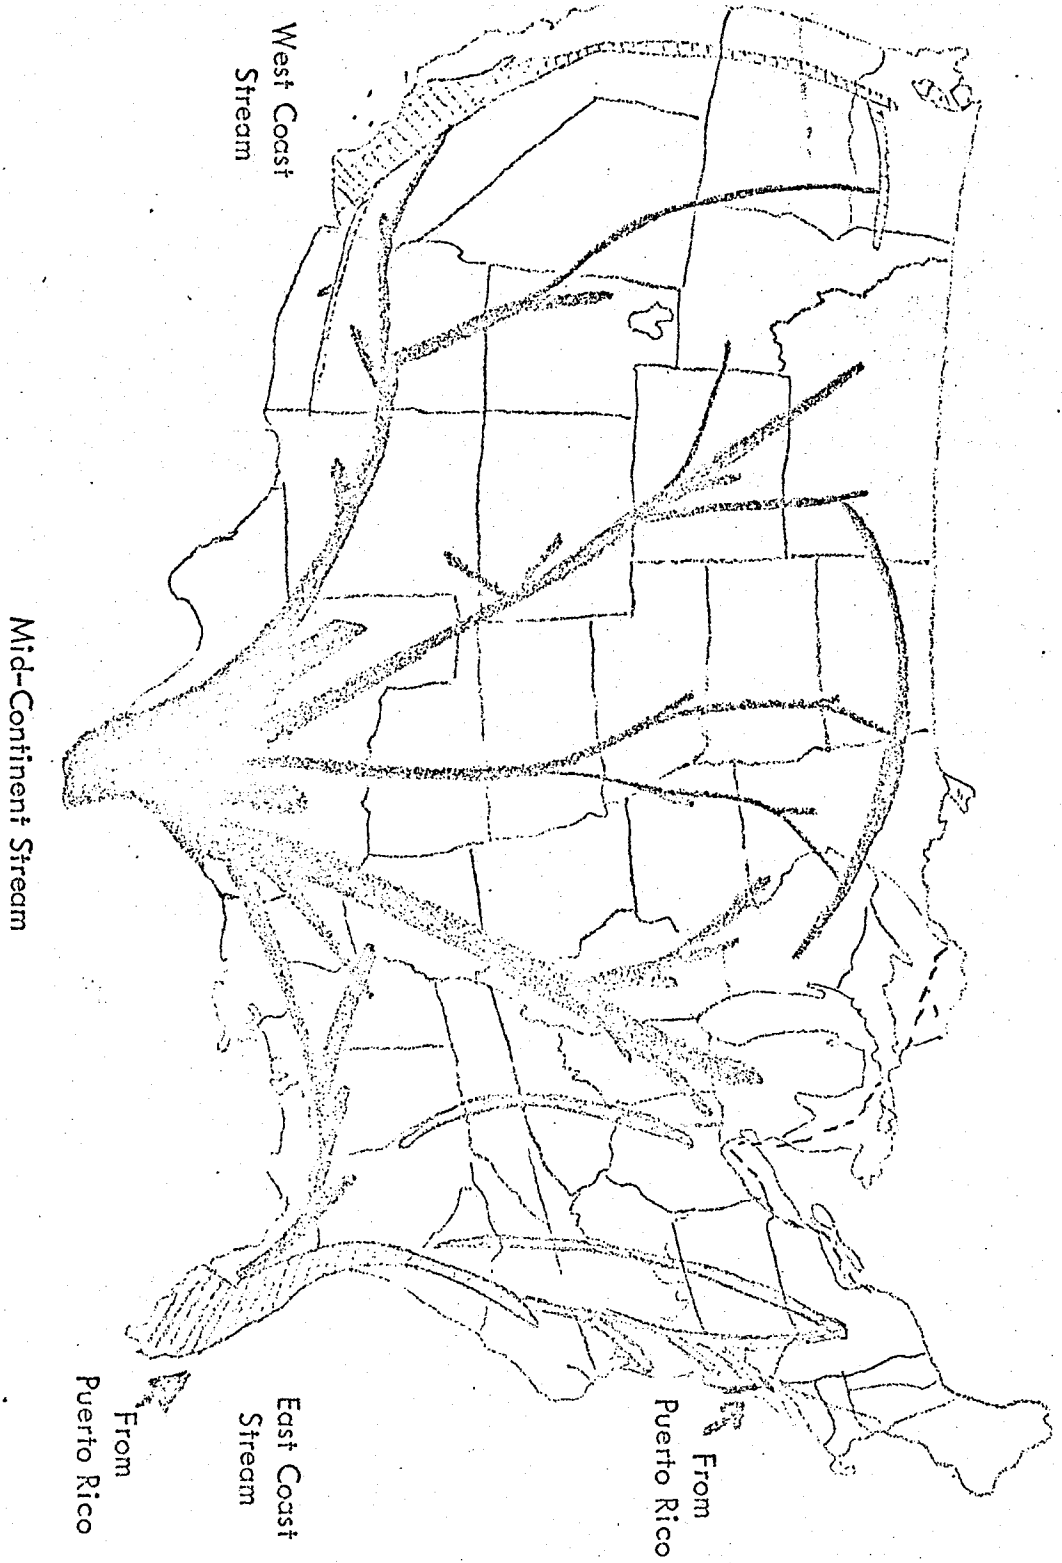 West Coast
Stream
Mid-Continent Stream
East Coast
Stream
From
Puerto Rico
From
Puerto Rico